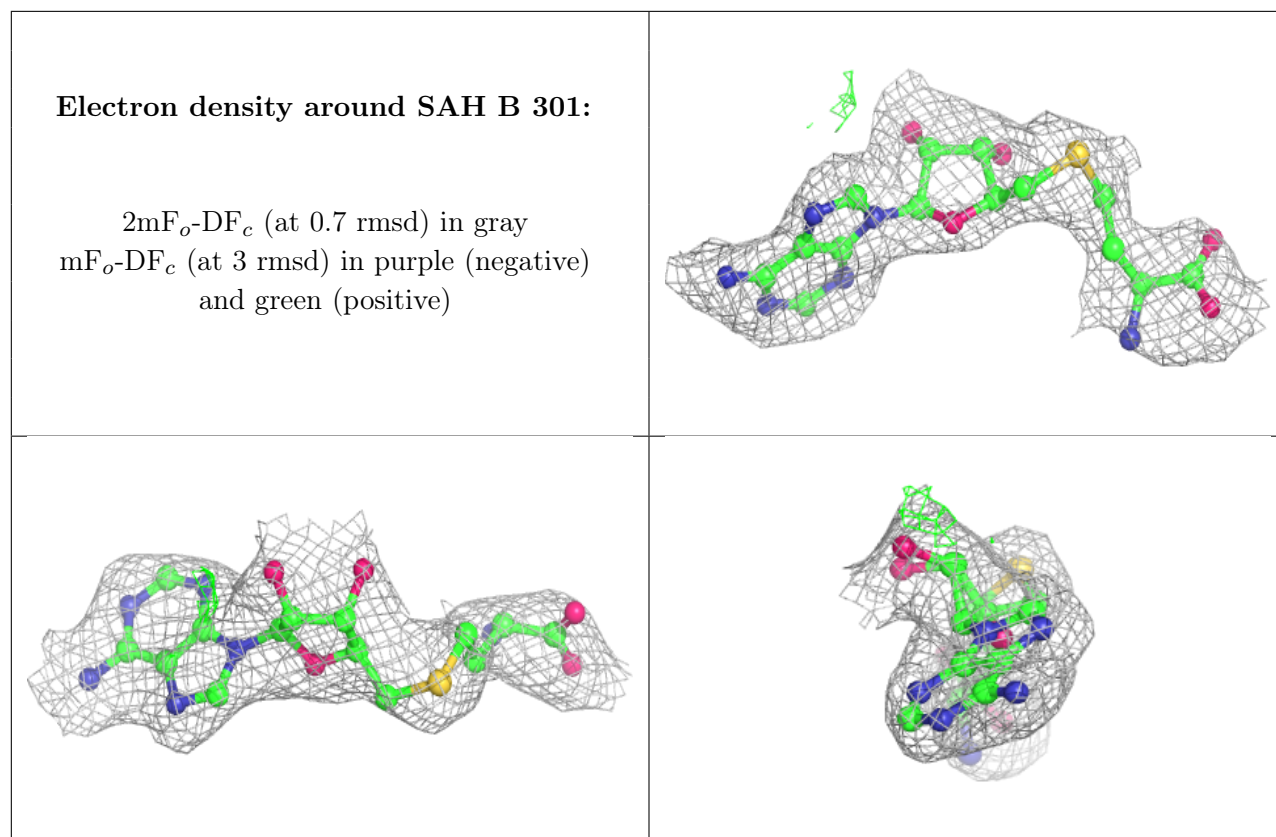 Electron density around SAH B 301:
2mFo-DFc (at 0.7 rmsd) in gray
mFo-DFc (at 3 rmsd) in purple (negative)
and green (positive)